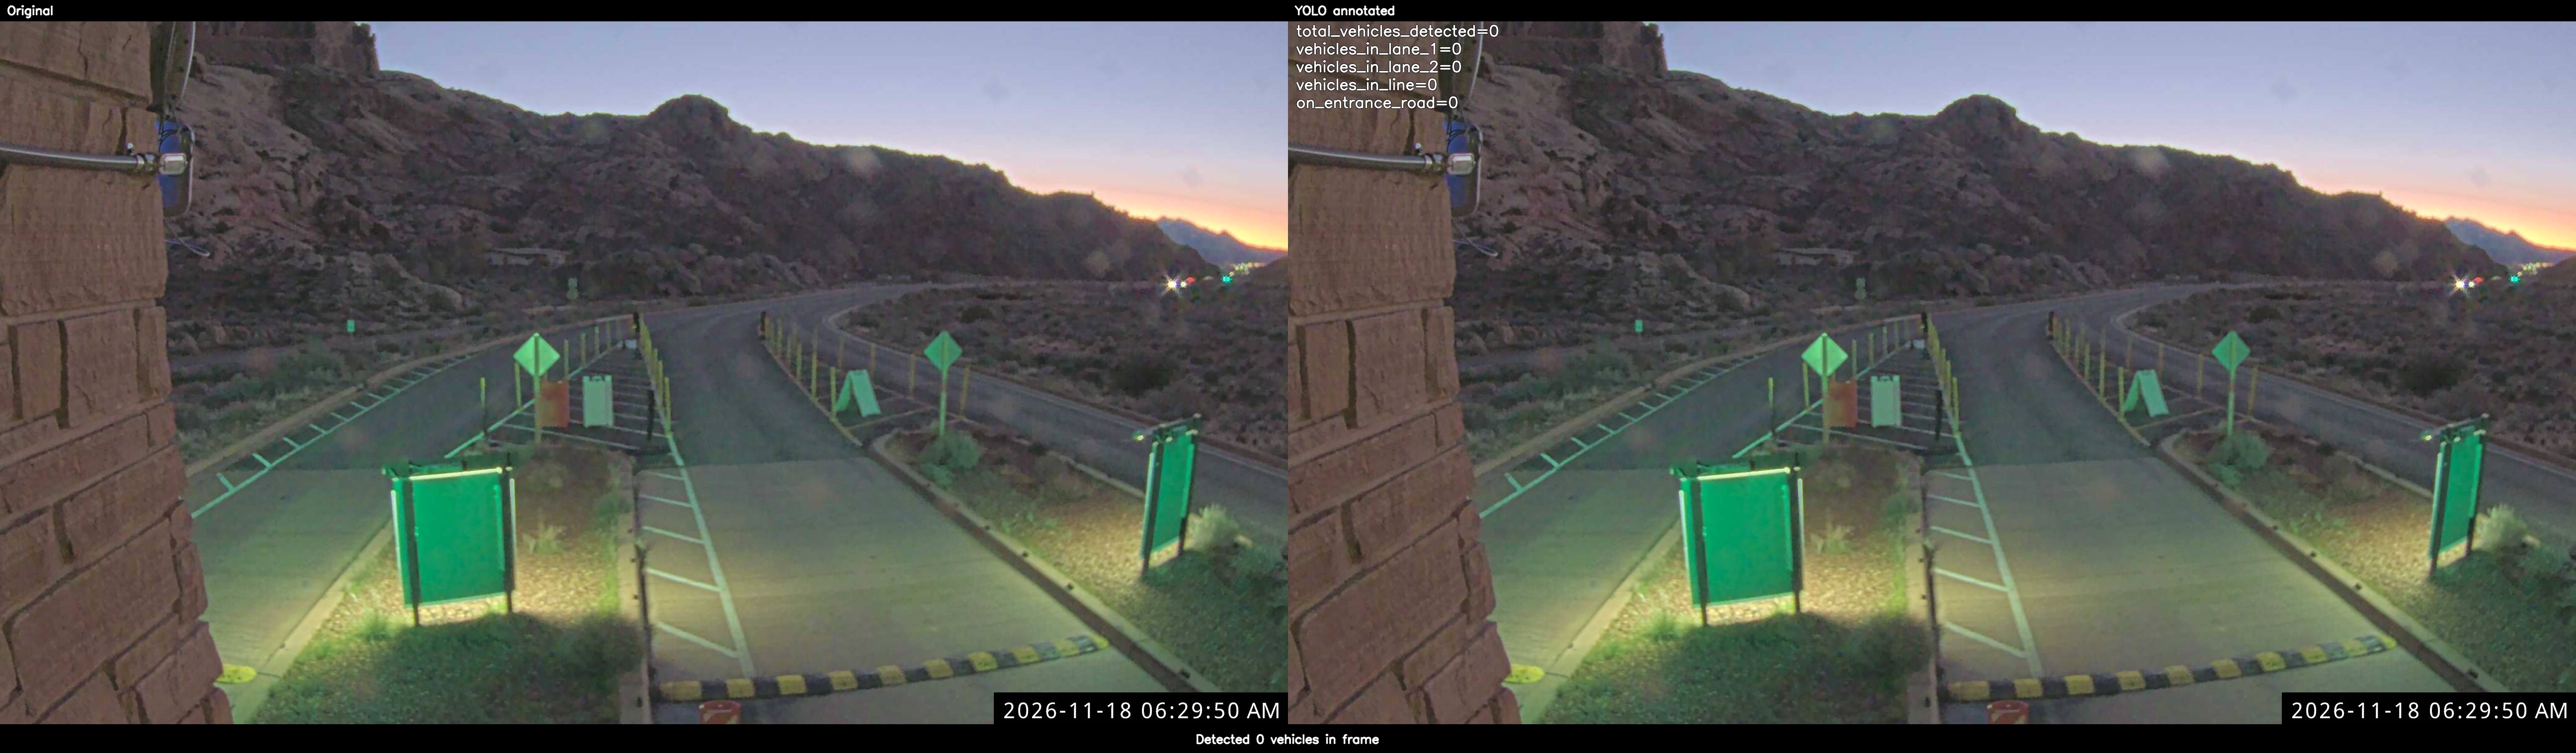 Original
YOLO annotated
total_vehicles_detected=0
vehicles_in_lane_1=0
vehicles_in_lane_2=0
vehicles_in_line=0
on_entrance_road=0
2026-11-18 06:29:50 AM
2026-11-18 06:29:50 AM
Detected 0 vehicles in frame